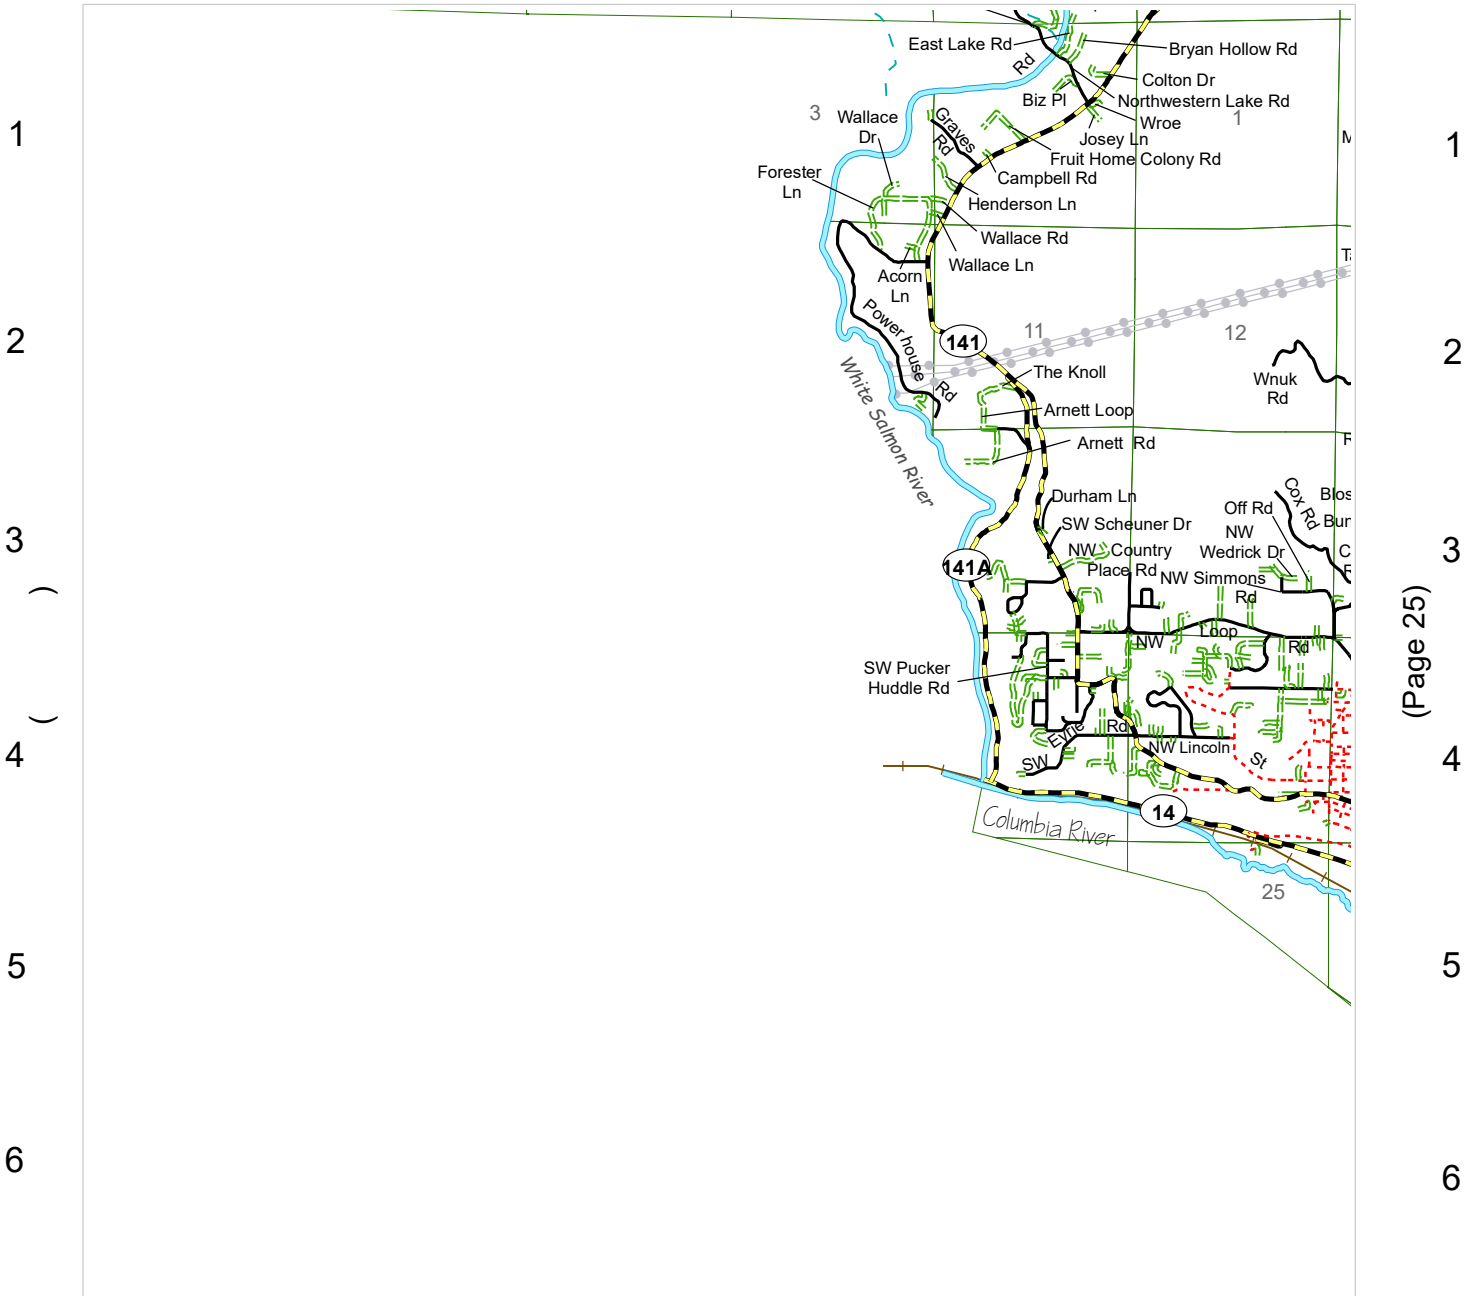 East Lake Rd
Bryan Hollow Rd
Rd
Colton Dr
Biz Pl
Northwestern Lake Rd
3
Wallace
Dr
Graves
Rd
Wroe
1
1
1
Josey Ln
M
Fruit Home Colony Rd
Forester
Ln
Campbell Rd
Henderson Ln
Wallace Rd
Wallace Ln
Acorn
Ln
Power house
Rd
141
11
12
2
2
The Knoll
Wnuk
Rd
White Salmon River
Arnett Loop
Arnett Rd
R
Durham Ln
Cox Rd
Off Rd
SW Scheuner Dr
NW
Wedrick Dr
NW Country
Place Rd
3
3
141A
NW Simmons
Rd
(Page 25)
( )
Loop
NW
Rd
SW Pucker
Huddle Rd
Eyrie
Rd
SW
NW Lincoln
St
4
4
14
Columbia River
25
5
5
6
6